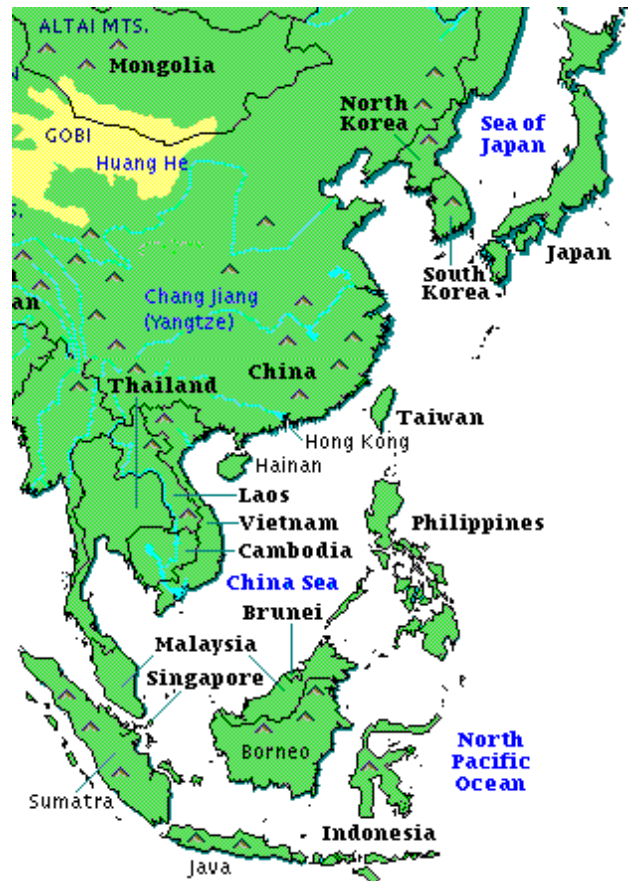 ALTAI MTS.
Mongolia
North
Korea
Sea of
Japan
GOBI
Huang He
Japan
South
Korea
Chang Jiang
(Yangtze)
China
Thailand
Taiwan
Hong Kong
Hainan
Laos
Vietnam
Philippines
Cambodia
China Sea
Brunei
Malaysia
Singapore
Borneo
North
Pacific
Ocean
Sumatra
Indonesia
Java